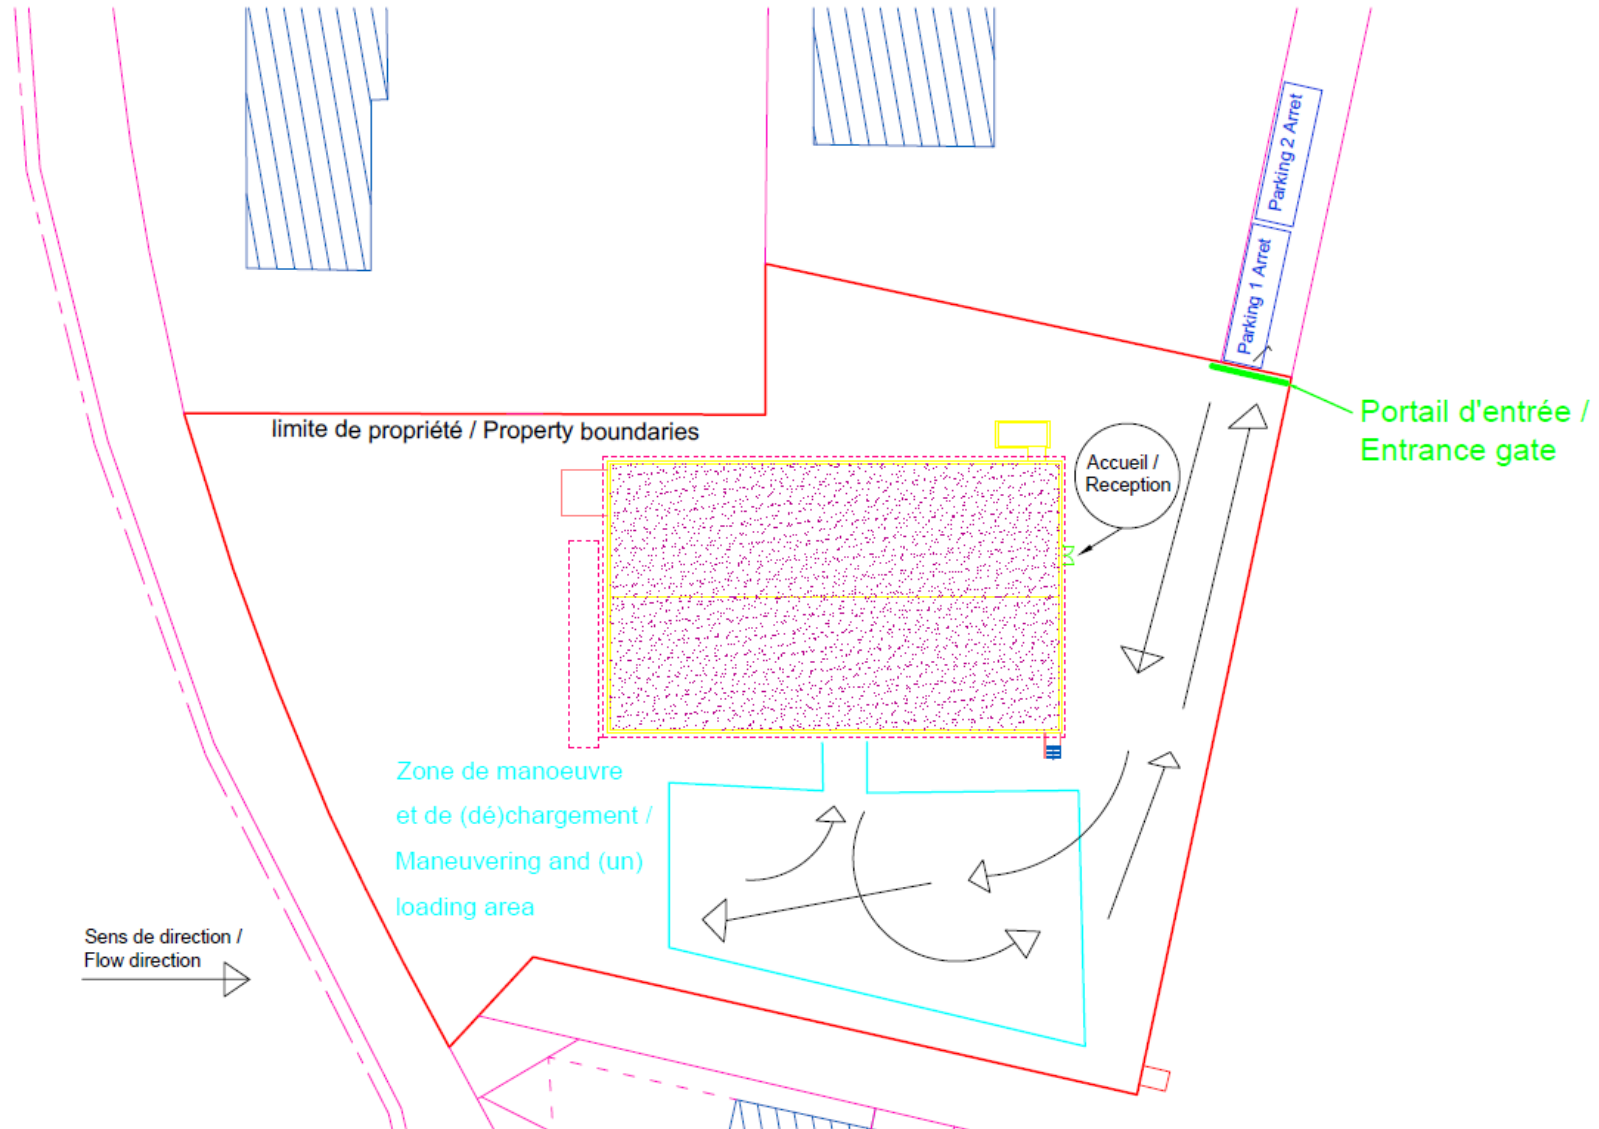 Parking 2 Arret
Parking 1 Arret
Portail d'entrée /
Entrance gate
limite de propriété / Property boundaries
Accueil /
Reception
Zone de manoeuvre
et de (dé)chargement /
Maneuvering and (un)
loading area
Sens de direction /
Flow direction